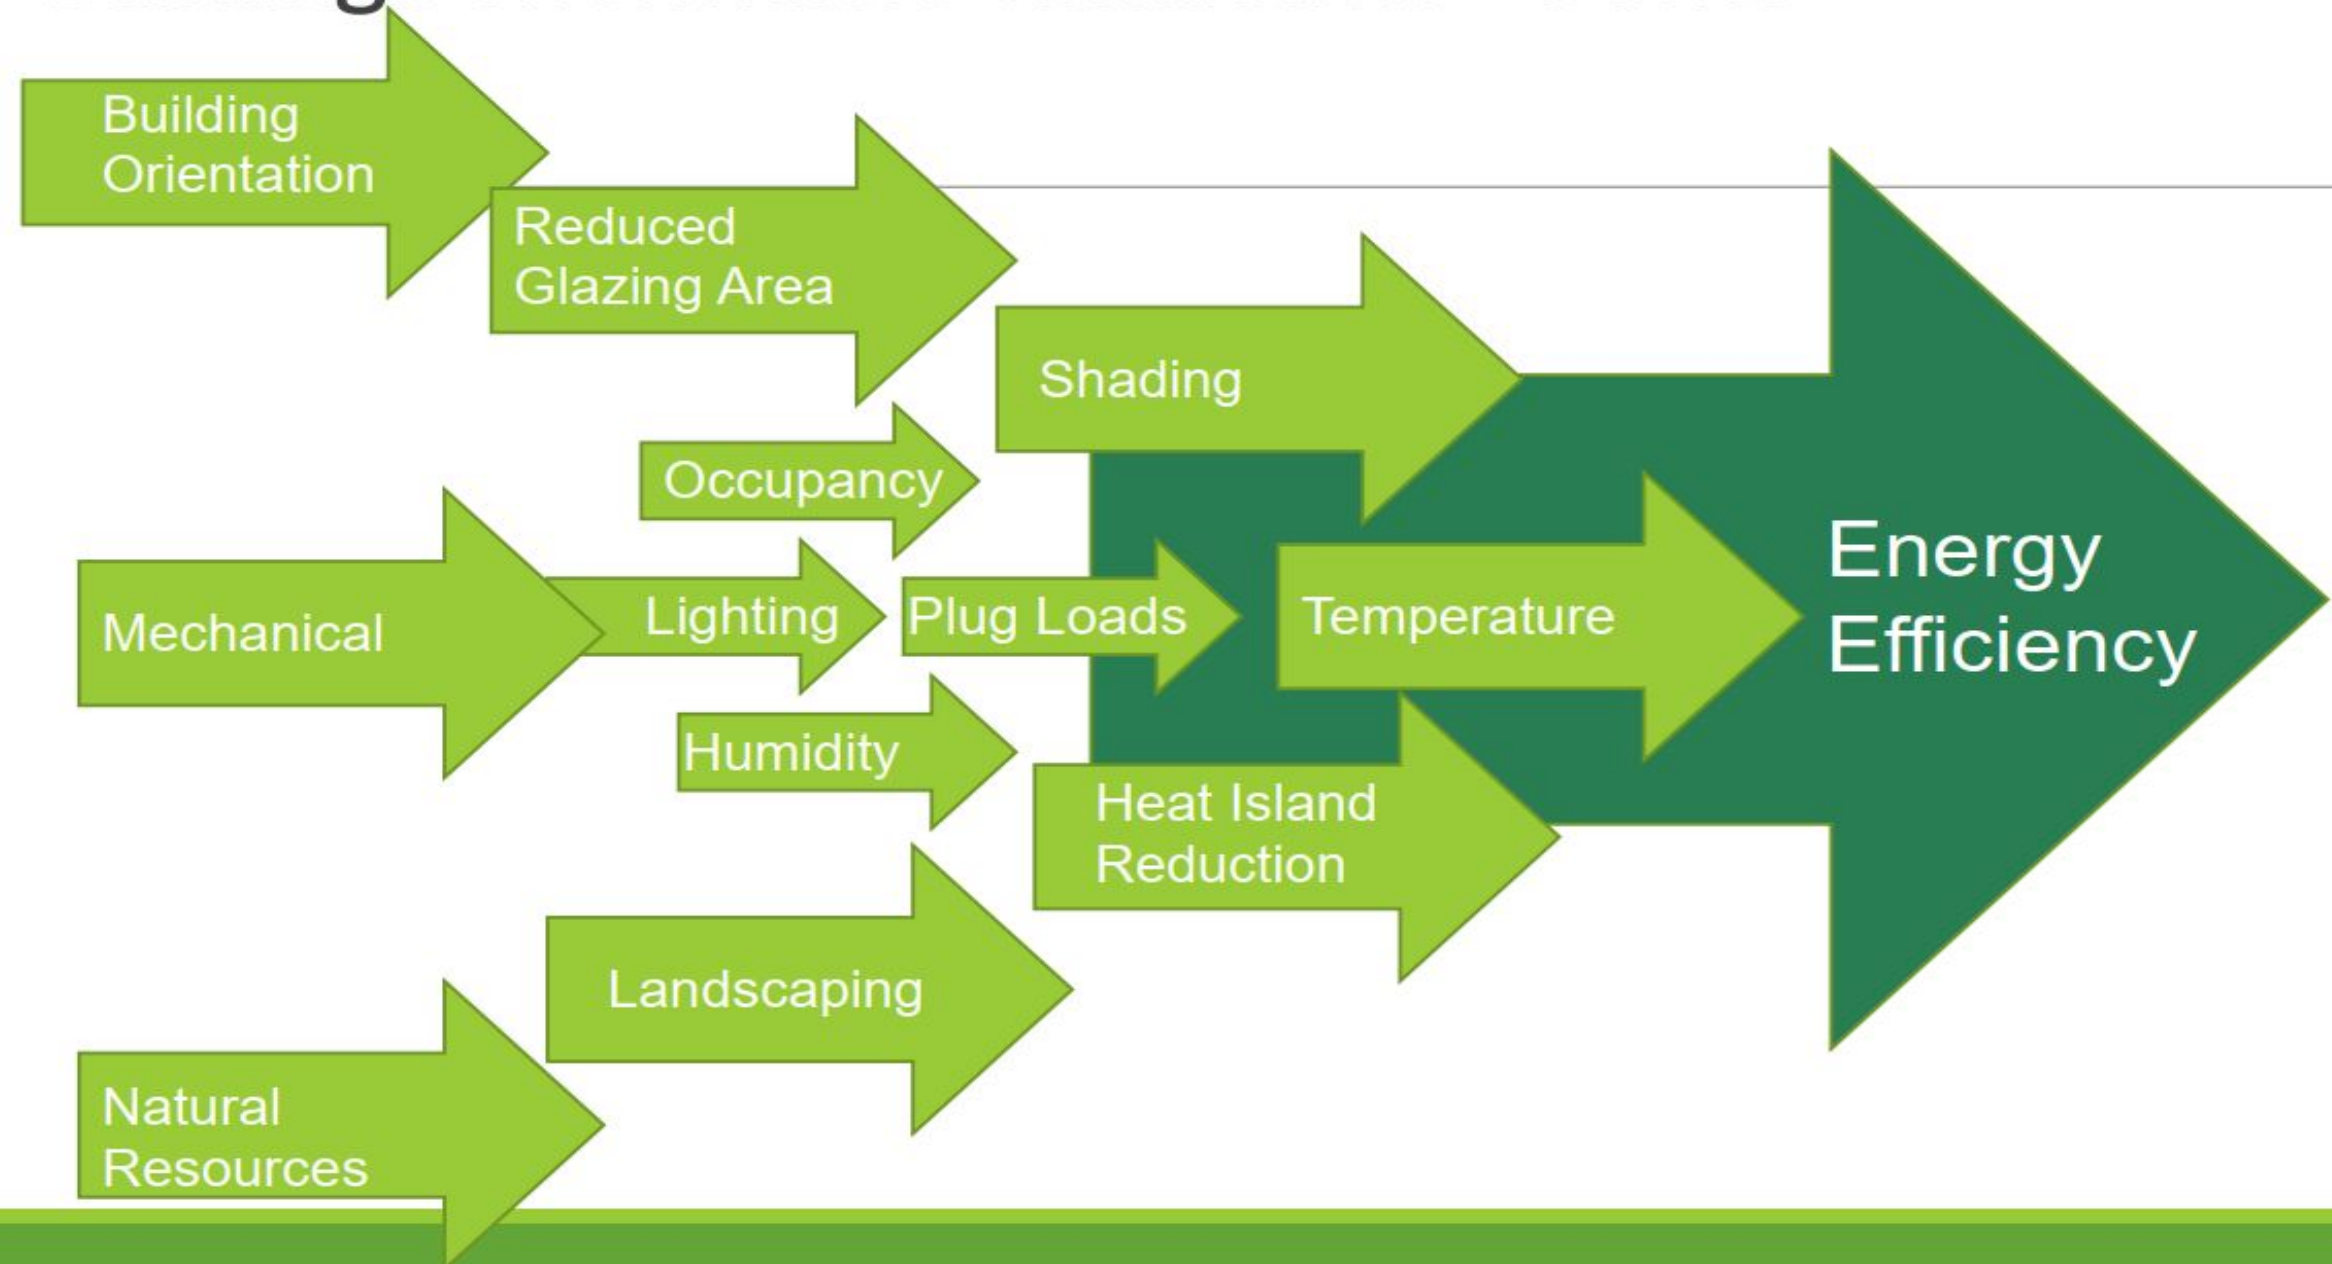 Building
Orientation
Reduced
Glazing Area
Shading
Occupancy
Mechanical
Lighting
Plug Loads
Temperature
Energy
Efficiency
Humidity
Heat Island
Reduction
Landscaping
Natural
Resources